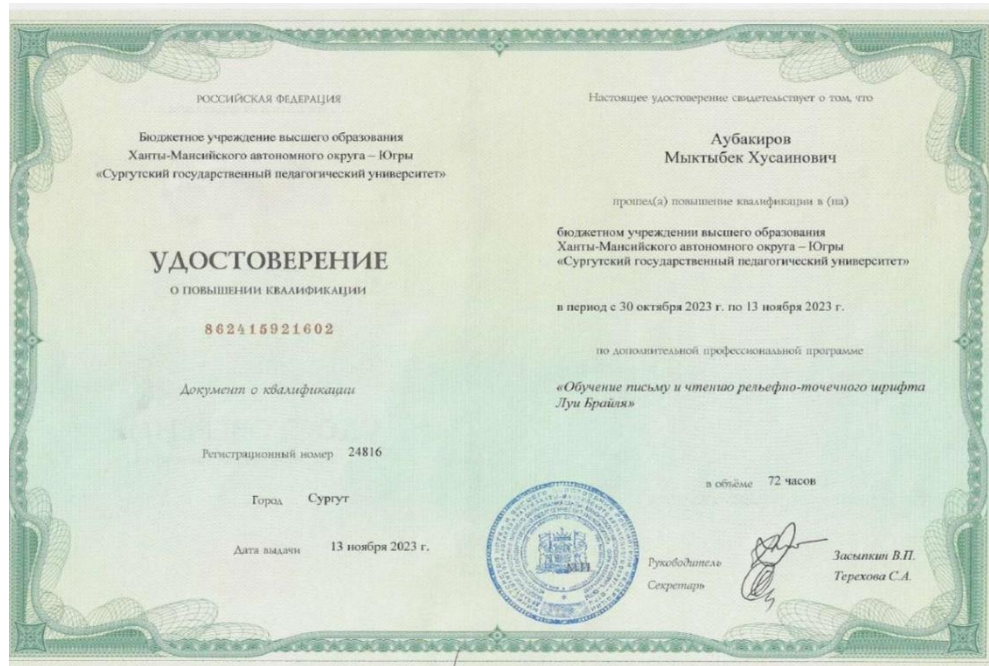 РОССИЙСКАЯ ФЕДЕРАЦИЯ
Бюджетное учреждение высшего образования
Ханты-Мансийского автономного округа – Югры
«Сургутский государственный педагогический университет»
УДОСТОВЕРЕНИЕ
О ПОВЫШЕНИИ КВАЛИФИКАЦИИ
862415921602
Документ о квалификации
Регистрационный номер 24816
Город Сургут
Дата выдачи 13 ноября 2023 г.
Настоящее удостоверение свидетельствует о том, что
Аубакиров
Мыктыбек Хусаинович
прошел(а) повышение квалификации в (на)
бюджетном учреждении высшего образования
Ханты-Мансийского автономного округа – Югры
«Сургутский государственный педагогический университет»
в период с 30 октября 2023 г. по 13 ноября 2023 г.
по дополнительной профессиональной программе
«Обучение письму и чтению рельефно-точечного шрифта
Луи Брайля»
в объёме 72 часов
М.П.
Руководитель Засыпкин В.П.
Секретарь Терехова С.А.